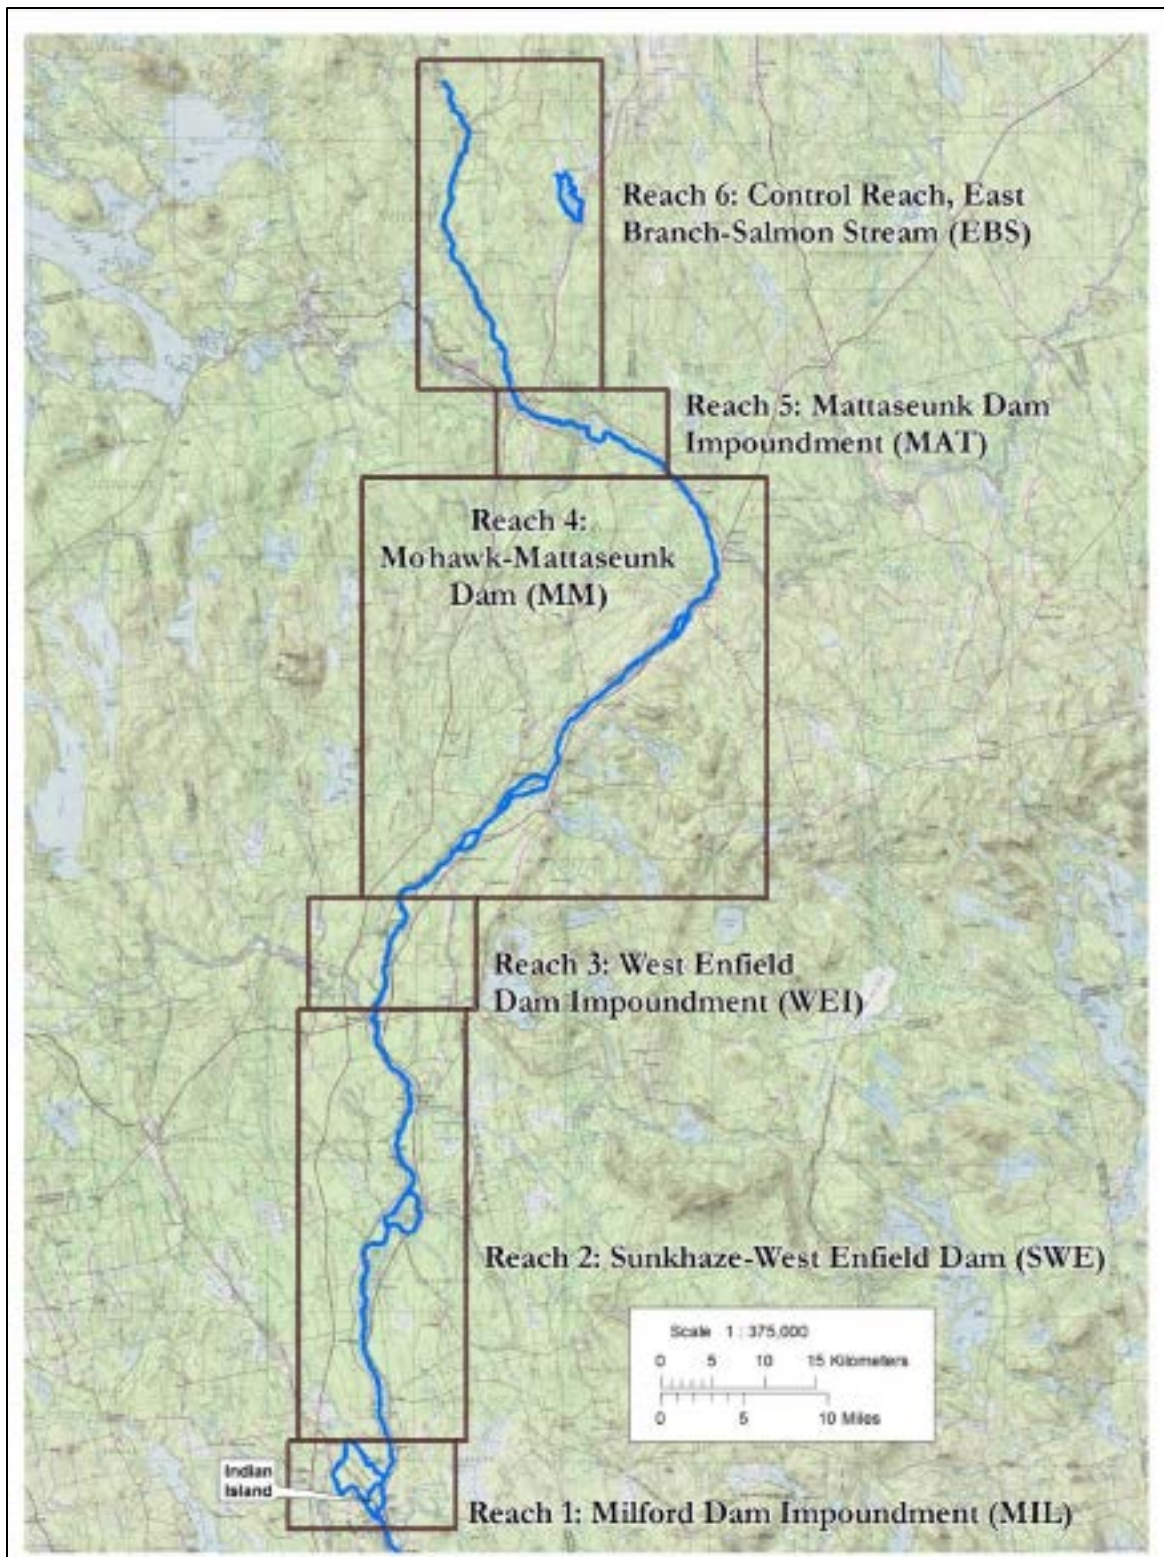 Reach 6: Control Reach, East
Branch-Salmon Stream (EBS)
Reach 5: Mattaseunk Dam
Impoundment (MAT)
Reach 4:
Mohawk-Mattaseunk
Dam (MM)
Reach 3: West Enfield
Dam Impoundment (WEI)
Reach 2: Sunkhaze-West Enfield Dam (SWE)
Scale 1 : 375,000
0 5 10 15 Kilometers
0 5 10 Miles
Indian
Island
Reach 1: Milford Dam Impoundment (MIL)